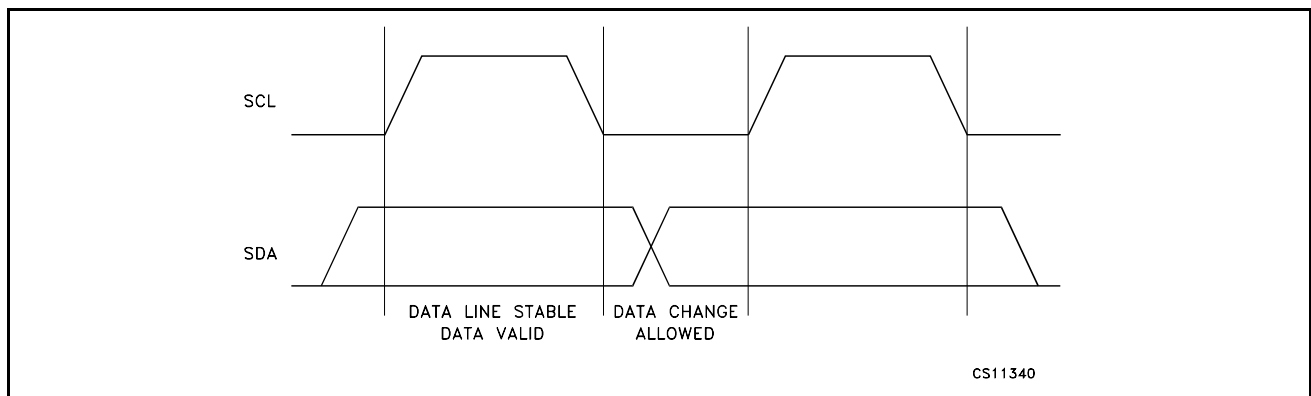 SCL
SDA
DATA LINE STABLE
DATA VALID
DATA CHANGE
ALLOWED
CS11340